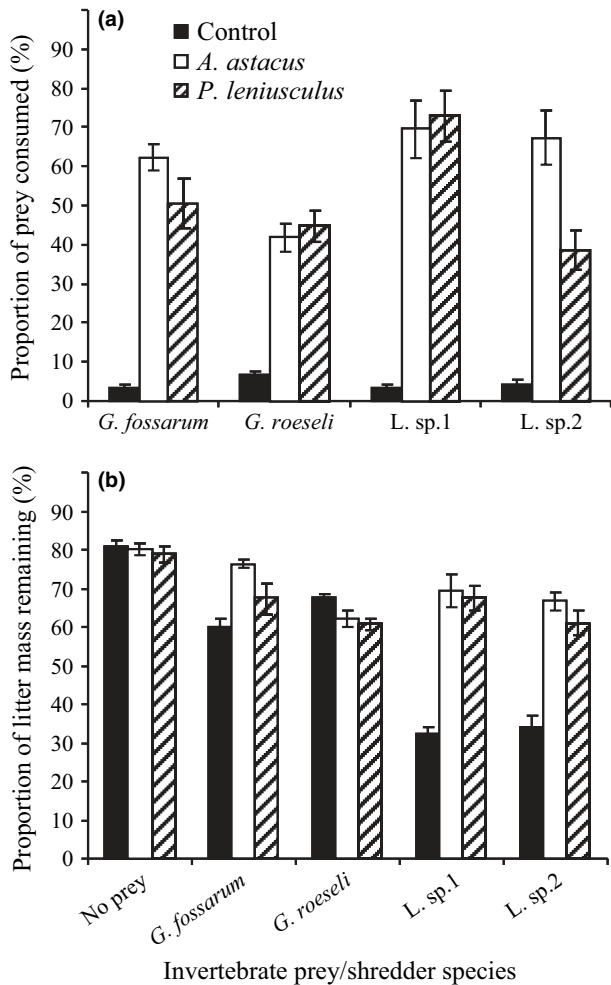 (a)
Control
A. astacus
P. leniusculus
Proportion of prey consumed (%)
90
80
70
60
50
40
30
20
10
0
G. fossarum G. roeseli L. sp.1 L. sp.2
(b)
Proportion of litter mass remaining (%)
90
80
70
60
50
40
30
20
10
0
No prey G. fossarum G. roeseli L. sp.1 L. sp.2
Invertebrate prey/shredder species